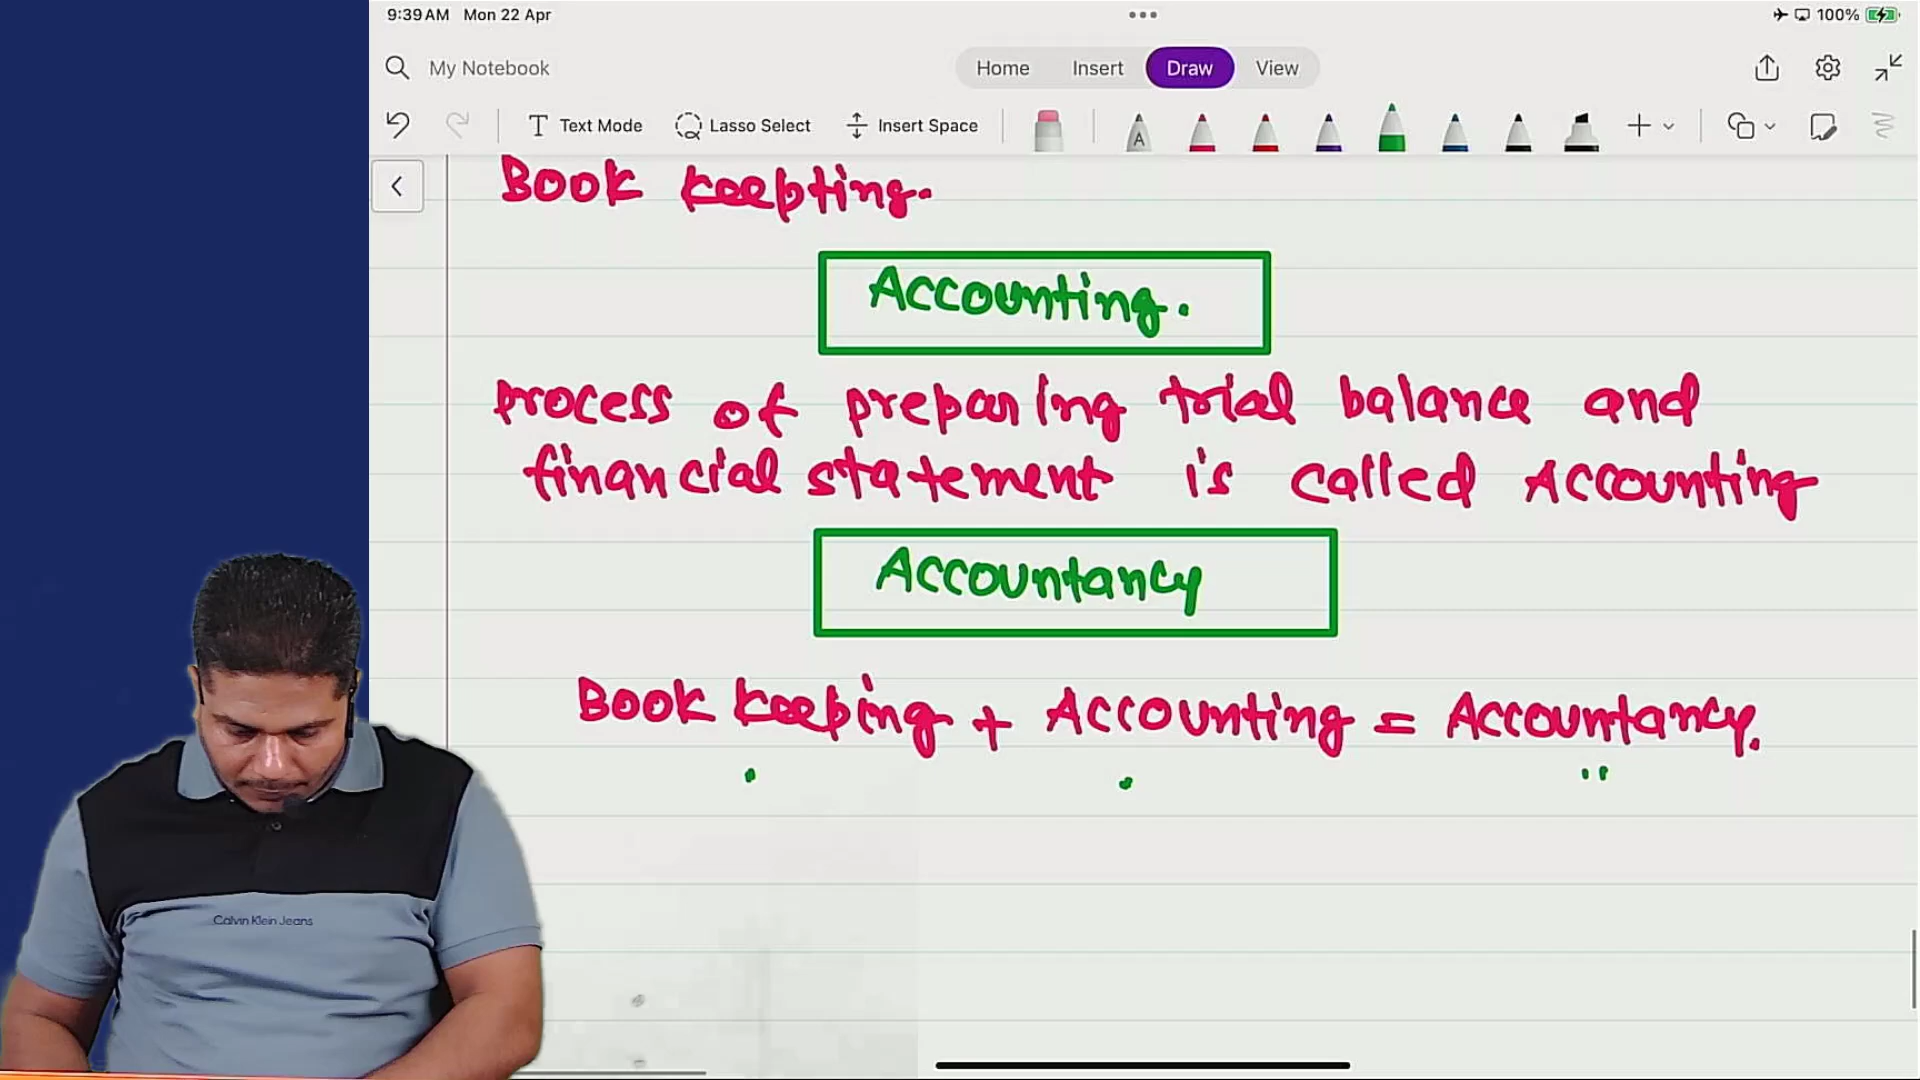 9:39 AM Mon 22 Apr
100%
My Notebook
Home Insert Draw View
Text Mode Lasso Select Insert Space
A
Book keepting.
Accounting.
process of preparing trial balance and
financial statement is called Accounting
Accountancy
Book keeping + Accounting = Accountancy.
Calvin Klein Jeans